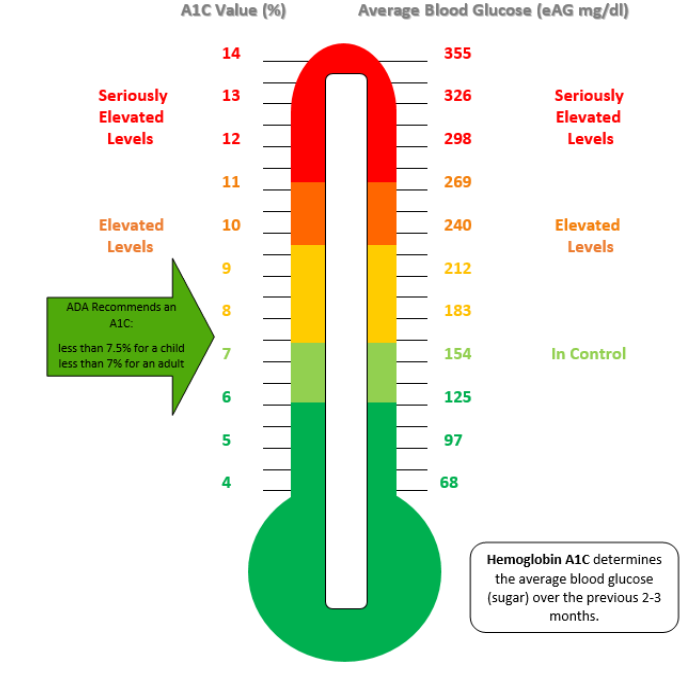 A1C Value (%) Average Blood Glucose (eAG mg/dl)
14 355
Seriously 13 326 Seriously
Elevated Elevated
Levels 12 298 Levels
11 269
Elevated 10 240 Elevated
Levels Levels
9 212
ADA Recommends an
A1C:
8 183
less than 7.5% for a child
less than 7% for an adult
7 154 In Control
6 125
5 97
4 68
Hemoglobin A1C determines
the average blood glucose
(sugar) over the previous 2-3
months.